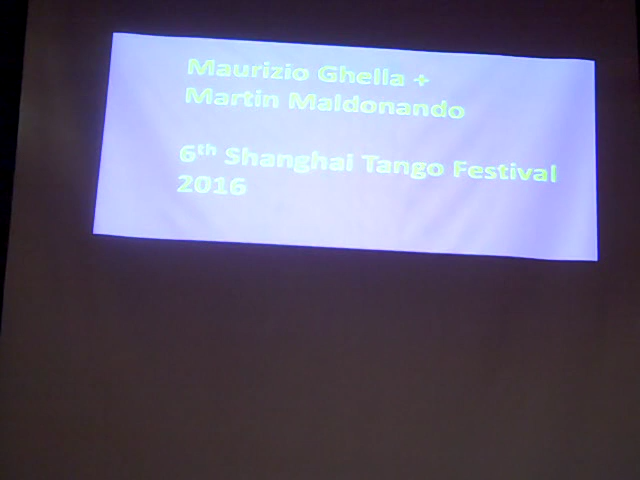 Maurizio Ghella +
Martin Maldonando
6th Shanghai Tango Festival
2016